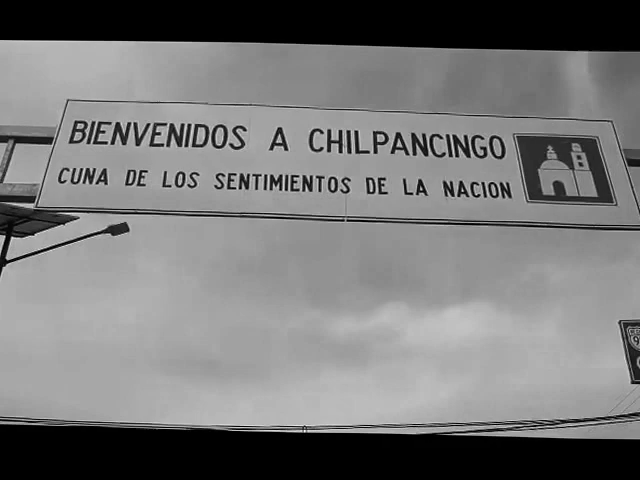 BIENVENIDOS A CHILPANCINGO
CUNA DE LOS SENTIMIENTOS DE LA NACION